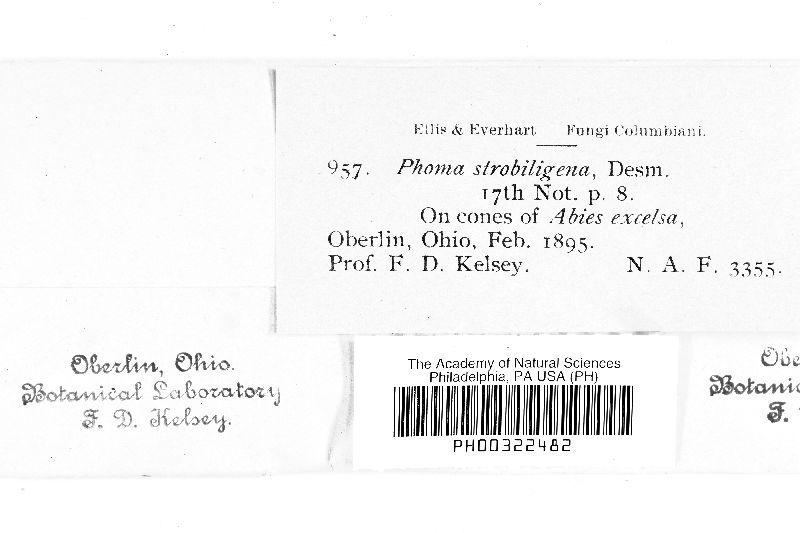 Ellis & Everhart Fungi Columbiani.
957. Phoma strobiligena, Desm.
17th Not. p. 8.
On cones of Abies excelsa,
Oberlin, Ohio, Feb. 1895.
Prof. F. D. Kelsey. N. A. F. 3355.
Oberlin, Ohio.
Botanical Laboratory
F. D. Kelsey.
The Academy of Natural Sciences
Philadelphia, PA USA (PH)
PH00322482
Obe
Botanic
F.